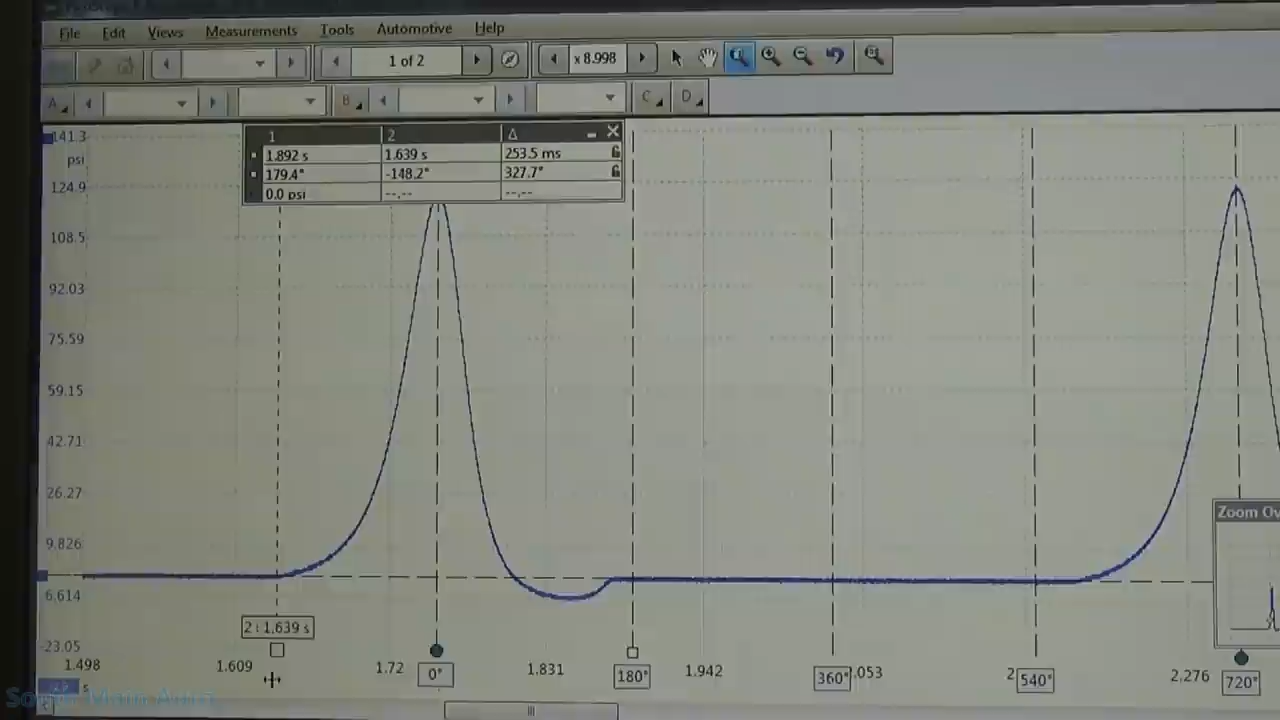 File Edit Views Measurements Tools Automotive Help
1 of 2 x 8.998
A B C D
141.3
psi
124.9
108.5
92.03
75.59
59.15
42.71
26.27
9.826
6.614
-23.05
1 2 Δ
1.892 s 1.639 s 253.5 ms
179.4° -148.2° 327.7°
0.0 psi --.-- --.--
Zoom Ov
2 : 1.639 s
1.498 1.609 1.72 0° 1.831 180° 1.942 360° .053 2 540° 2.276 720°
s
South Main Auto